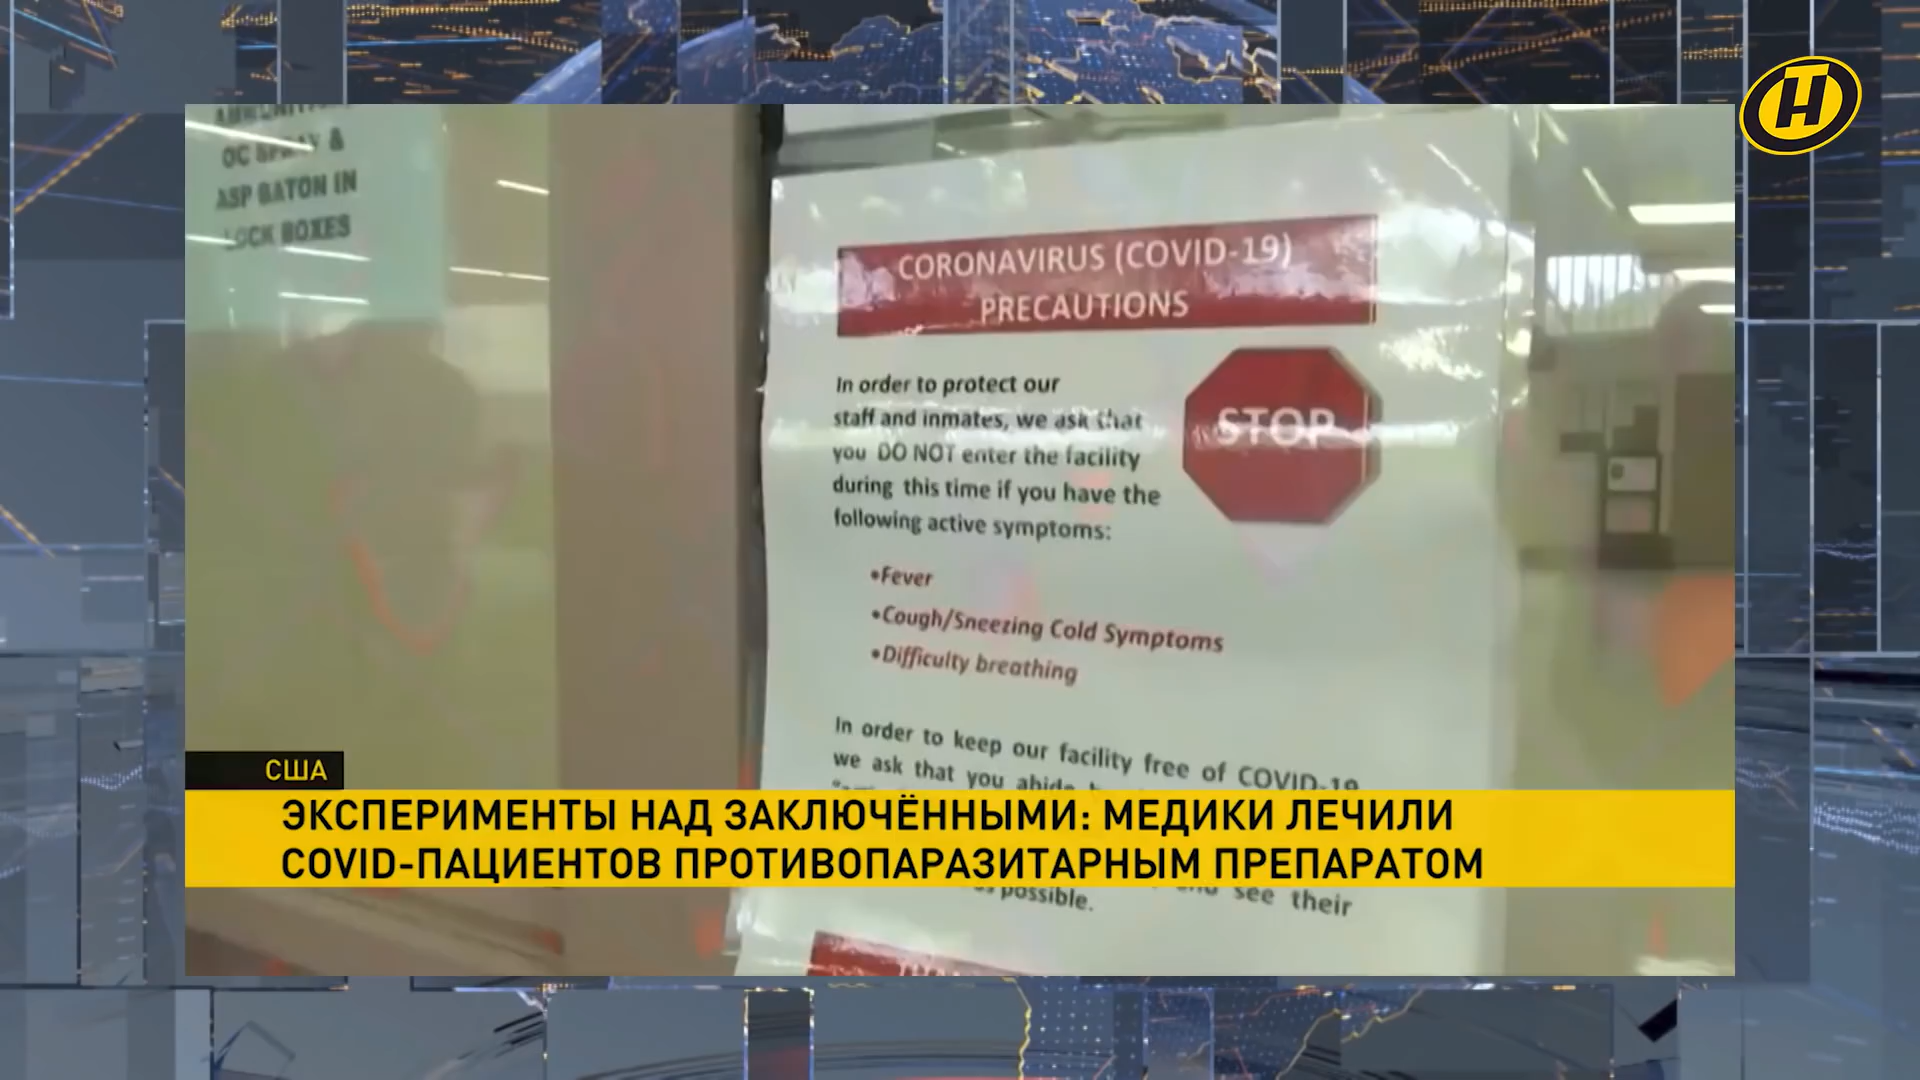 OC SPRAY &
ASP BATON IN
LOCK BOXES
CORONAVIRUS (COVID-19)
PRECAUTIONS
STOP
In order to protect our
staff and inmates, we ask that
you DO NOT enter the facility
during this time if you have the
following active symptoms:
•Fever
•Cough/Sneezing Cold Symptoms
•Difficulty breathing
In order to keep our facility free of COVID-19
we ask that you abide
see their
possible.
США
ЭКСПЕРИМЕНТЫ НАД ЗАКЛЮЧЁННЫМИ: МЕДИКИ ЛЕЧИЛИ
COVID-ПАЦИЕНТОВ ПРОТИВОПАРАЗИТАРНЫМ ПРЕПАРАТОМ